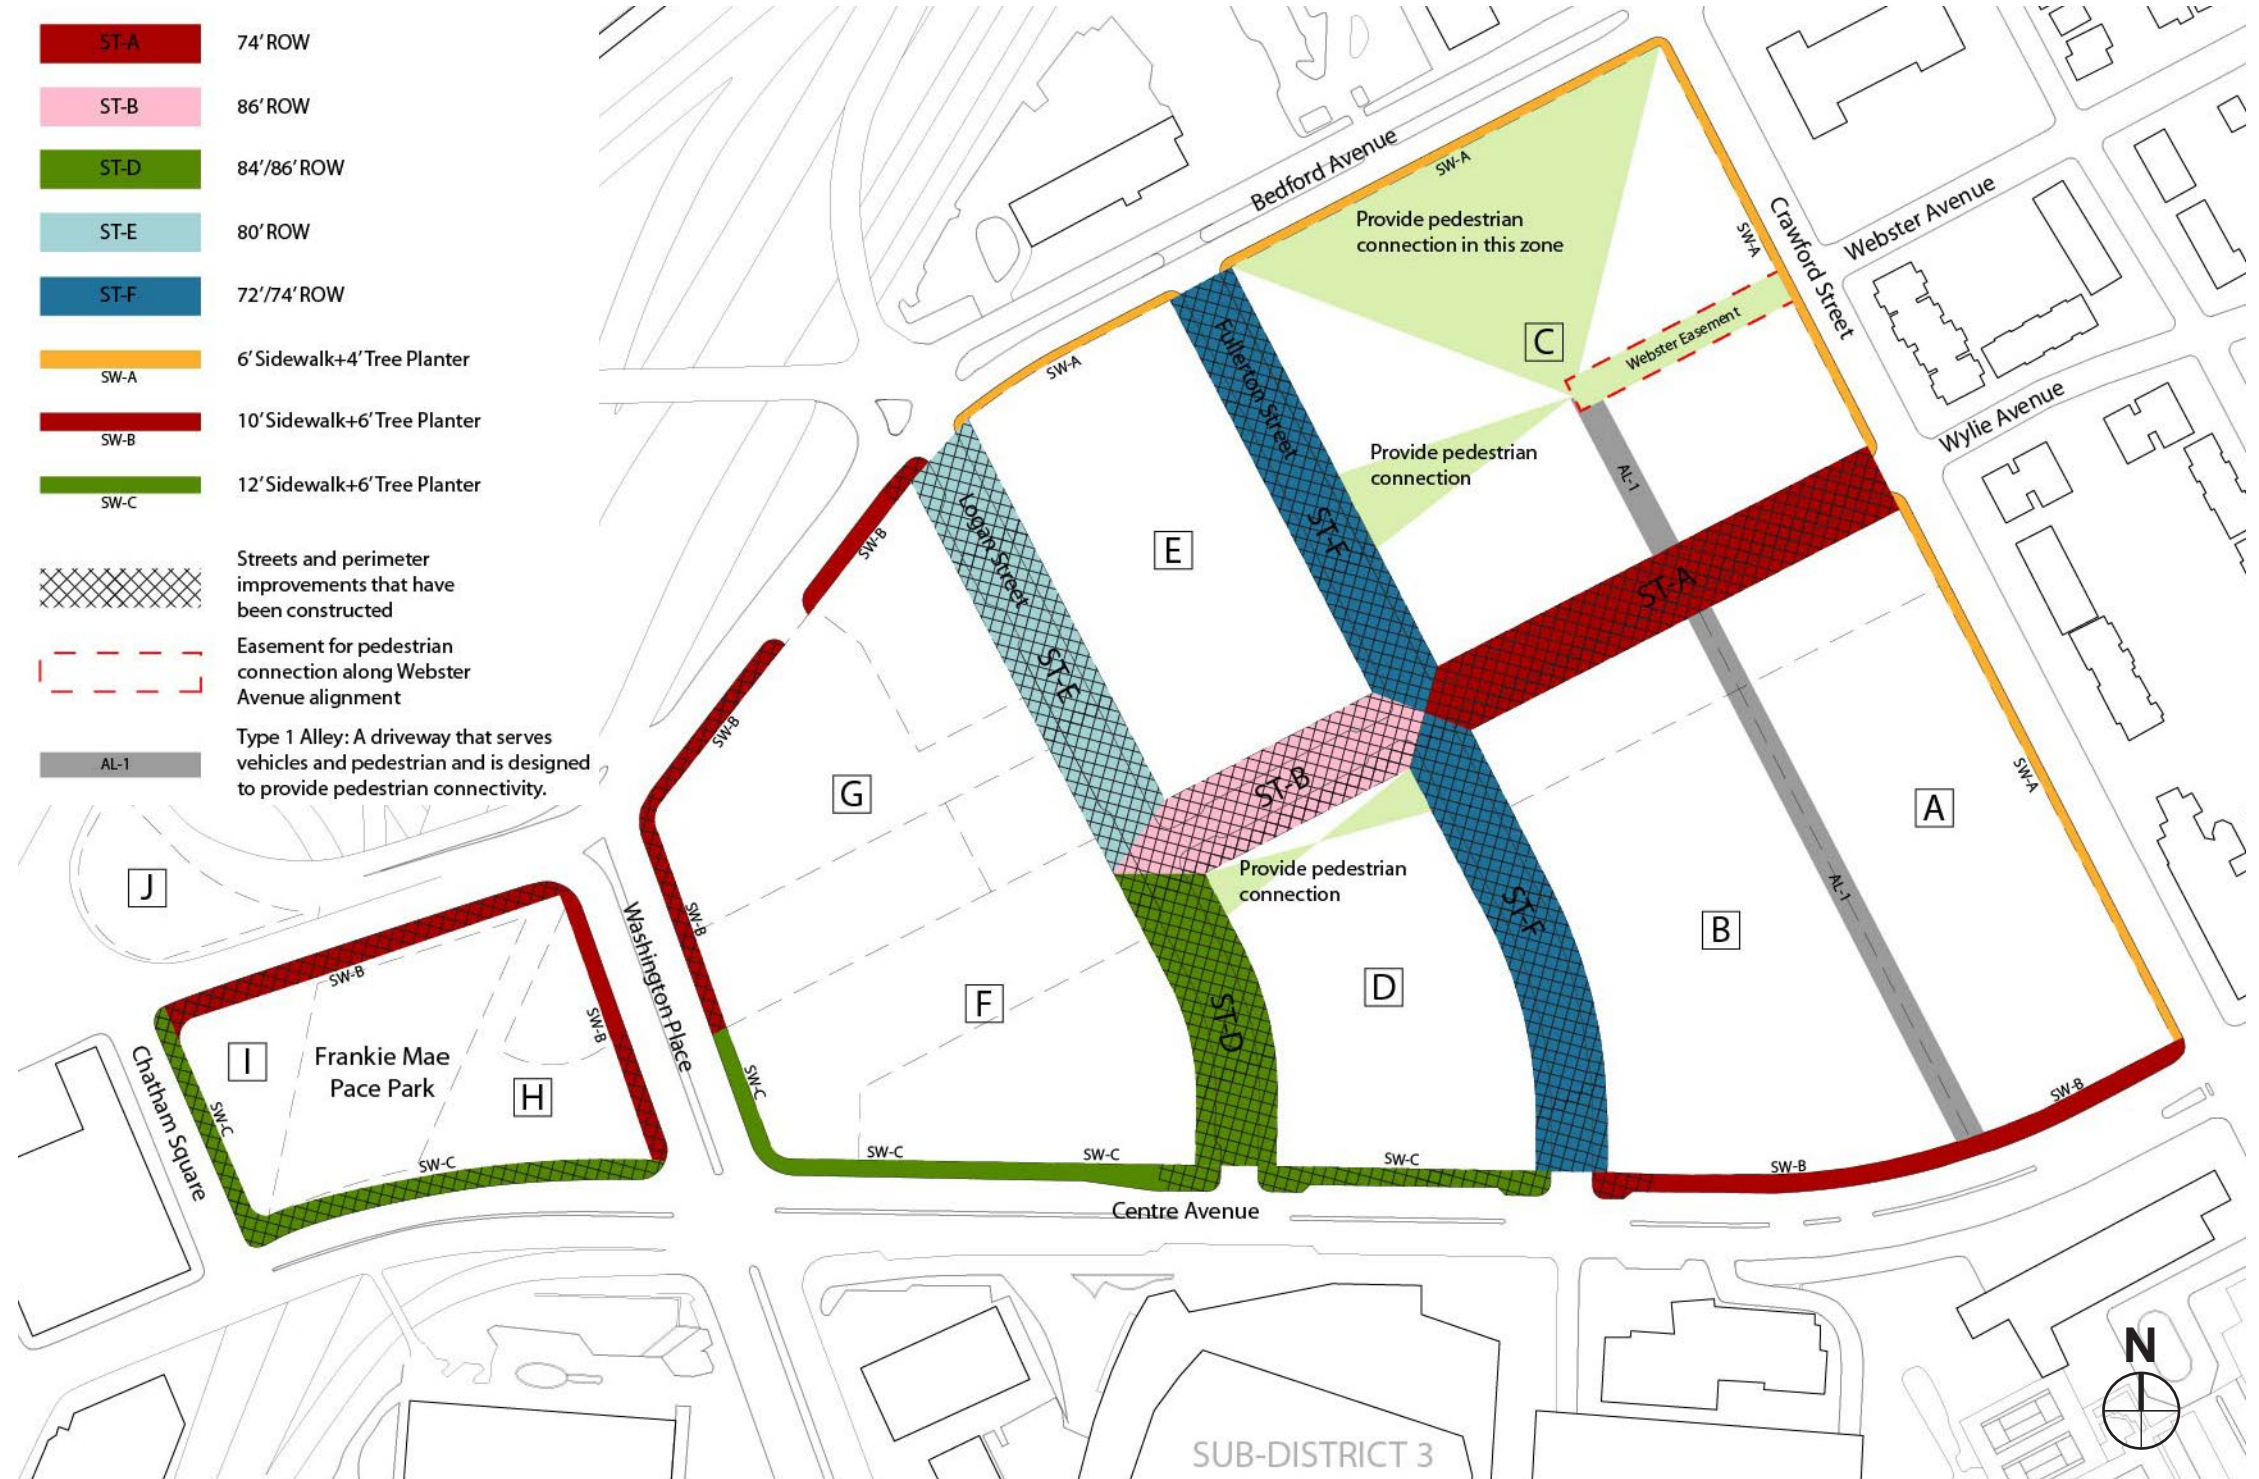 ST-A 74’ ROW
ST-B 86’ ROW
ST-D 84’/86’ ROW
ST-E 80’ ROW
ST-F 72’/74’ ROW
6’ Sidewalk+4’ Tree Planter
SW-A
10’ Sidewalk+6’ Tree Planter
SW-B
12’ Sidewalk+6’ Tree Planter
SW-C
Streets and perimeter
improvements that have
been constructed
Easement for pedestrian
connection along Webster
Avenue alignment
Type 1 Alley: A driveway that serves
vehicles and pedestrian and is designed
to provide pedestrian connectivity.
AL-1
Bedford Avenue
SW-A
Provide pedestrian
connection in this zone
SW-A
Crawford Street
Webster Avenue
Fullerton Street
C
Webster Easement
SW-A
Wylie Avenue
Provide pedestrian
connection
AL-1
SW-B
Logan Street
ST-F
E
ST-A
ST-E
SW-B
G
ST-B
SW-A
A
J
Provide pedestrian
connection
AL-1
SW-B
Washington Place
ST-F
B
SW-B
F
D
ST-D
SW-B
I
Frankie Mae
Pace Park
H
Chatham Square
SW-C
SW-C
SW-C
SW-C
SW-C
SW-C
SW-B
SW-B
Centre Avenue
N
SUB-DISTRICT 3